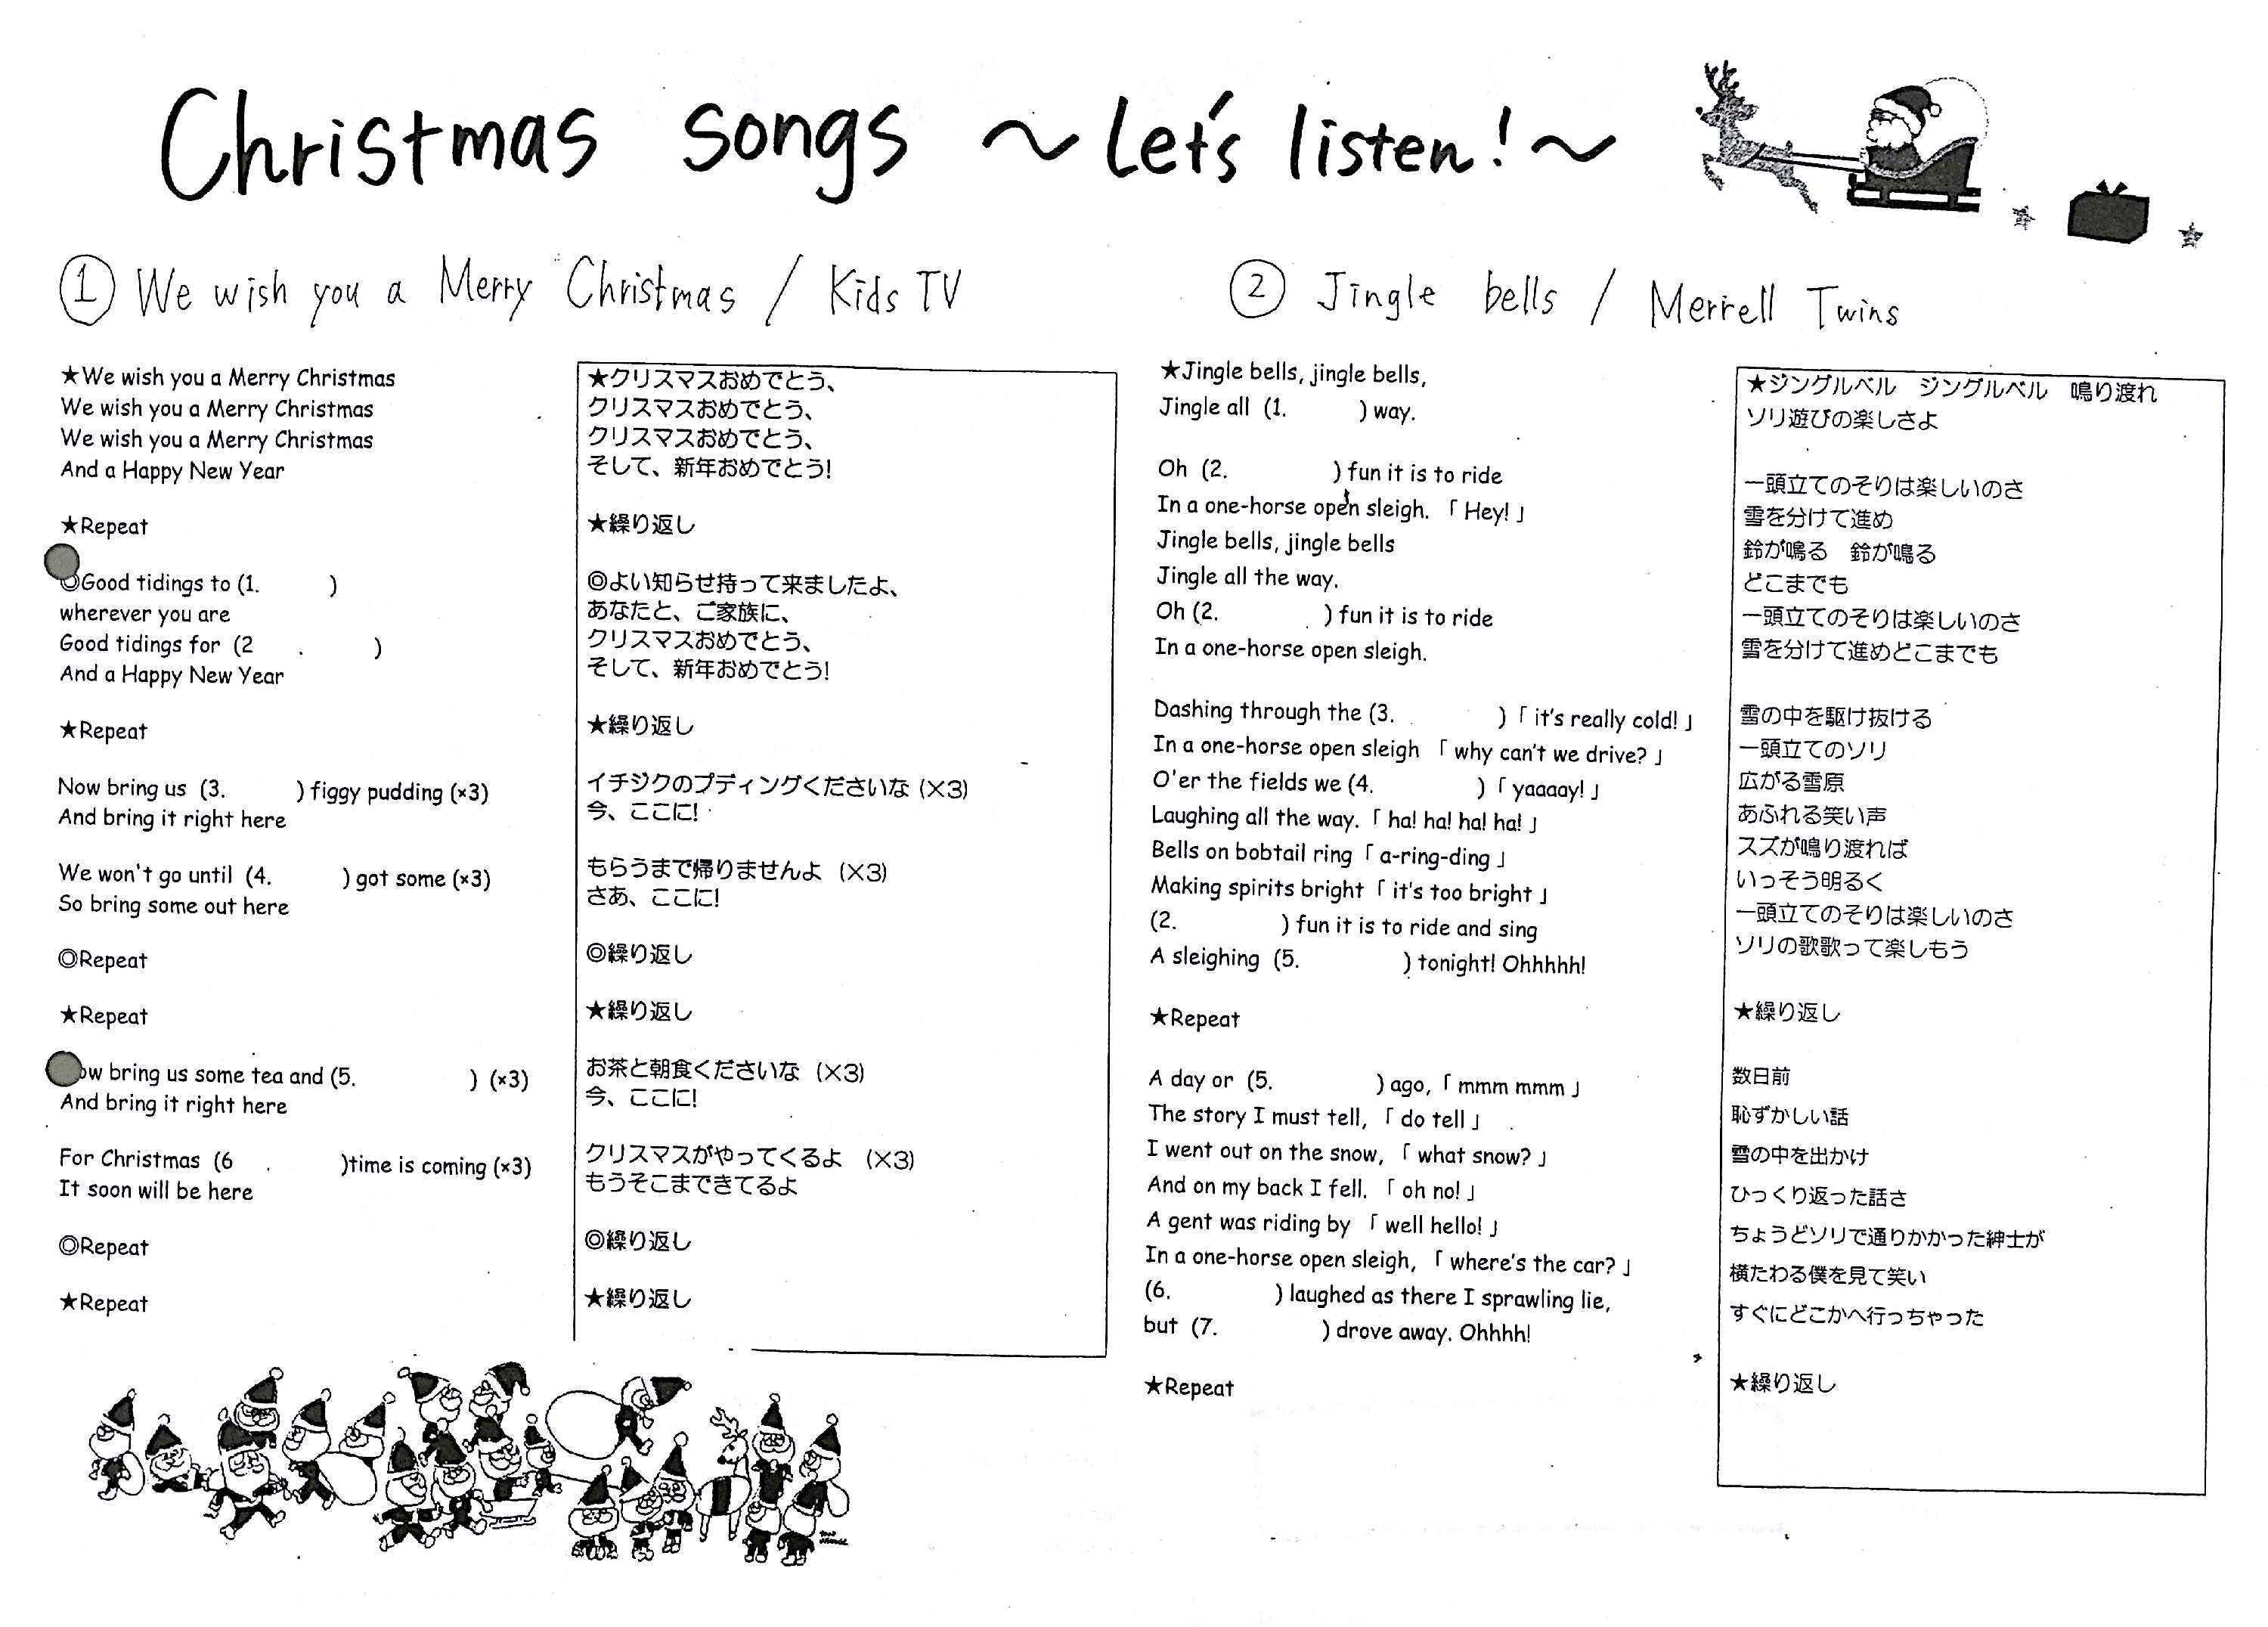 Christmas songs ～Let's listen!～
① We wish you a Merry Christmas / Kids TV
★We wish you a Merry Christmas
We wish you a Merry Christmas
We wish you a Merry Christmas
And a Happy New Year
★Repeat
◎Good tidings to (1. )
wherever you are
Good tidings for (2 . )
And a Happy New Year
★Repeat
Now bring us (3. ) figgy pudding (×3)
And bring it right here
We won't go until (4. ) got some (×3)
So bring some out here
◎Repeat
★Repeat
ow bring us some tea and (5. ) (×3)
And bring it right here
For Christmas (6 . )time is coming (×3)
It soon will be here
◎Repeat
★Repeat
★クリスマスおめでとう、
クリスマスおめでとう、
クリスマスおめでとう、
そして、新年おめでとう!
★繰り返し
◎よい知らせ持って来ましたよ、
あなたと、ご家族に、
クリスマスおめでとう、
そして、新年おめでとう!
★繰り返し
イチジクのプディングくださいな (×3)
今、ここに!
もらうまで帰りませんよ (×3)
さあ、ここに!
◎繰り返し
★繰り返し
お茶と朝食くださいな (×3)
今、ここに!
クリスマスがやってくるよ (×3)
もうそこまできてるよ
◎繰り返し
★繰り返し
② Jingle bells / Merrell Twins
★Jingle bells, jingle bells,
Jingle all (1. ) way.
Oh (2. ) fun it is to ride
In a one-horse open sleigh. 「 Hey! 」
Jingle bells, jingle bells
Jingle all the way.
Oh (2. ) fun it is to ride
In a one-horse open sleigh.
Dashing through the (3. ) 「 it's really cold! 」
In a one-horse open sleigh 「 why can't we drive? 」
O'er the fields we (4. ) 「 yaaaay! 」
Laughing all the way. 「 ha! ha! ha! ha! 」
Bells on bobtail ring 「 a-ring-ding 」
Making spirits bright 「 it's too bright 」
(2. ) fun it is to ride and sing
A sleighing (5. ) tonight! Ohhhhh!
★Repeat
A day or (5. ) ago, 「 mmm mmm 」
The story I must tell, 「 do tell 」
I went out on the snow, 「 what snow? 」
And on my back I fell. 「 oh no! 」
A gent was riding by 「 well hello! 」
In a one-horse open sleigh, 「 where's the car? 」
(6. ) laughed as there I sprawling lie,
but (7. ) drove away. Ohhhh!
★Repeat
★ジングルベル　ジングルベル　鳴り渡れ
ソリ遊びの楽しさよ
一頭立てのそりは楽しいのさ
雪を分けて進め
鈴が鳴る　鈴が鳴る
どこまでも
一頭立てのそりは楽しいのさ
雪を分けて進めどこまでも
雪の中を駆け抜ける
一頭立てのソリ
広がる雪原
あふれる笑い声
スズが鳴り渡れば
いっそう明るく
一頭立てのそりは楽しいのさ
ソリの歌歌って楽しもう
★繰り返し
数日前
恥ずかしい話
雪の中を出かけ
ひっくり返った話さ
ちょうどソリで通りかかった紳士が
横たわる僕を見て笑い
すぐにどこかへ行っちゃった
★繰り返し